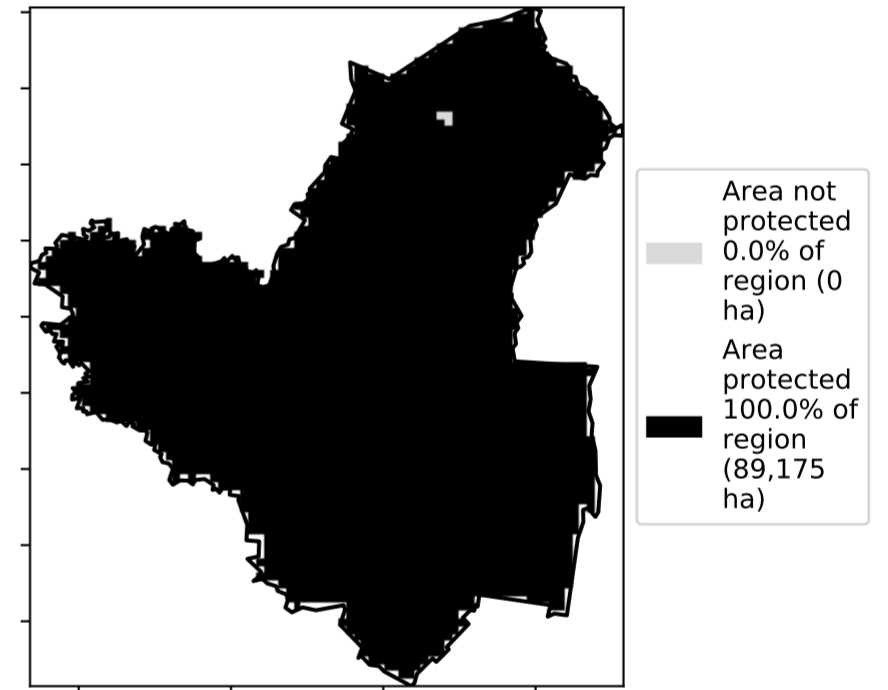 Area not
protected
0.0% of
region (0
ha)
Area
protected
100.0% of
region
(89,175
ha)